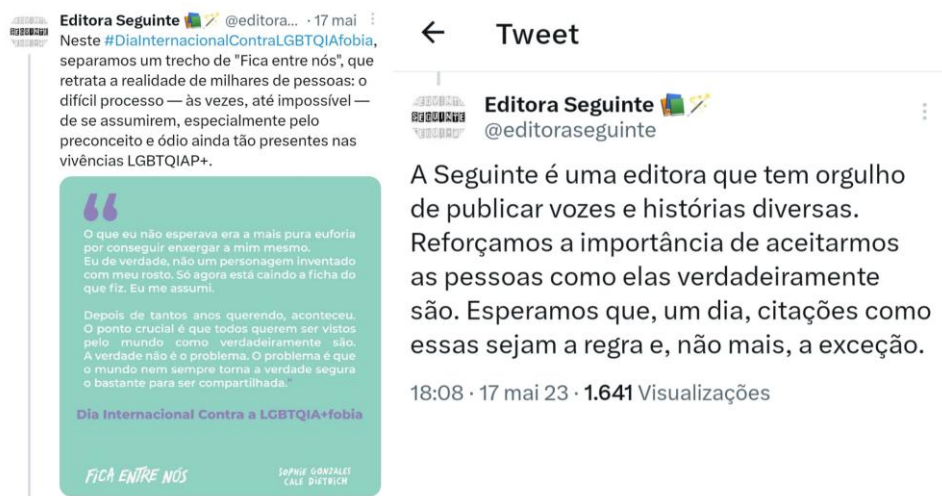 Editora Seguinte @editora... · 17 mai
Neste #DiaInternacionalContraLGBTQIAfobia,
separamos um trecho de "Fica entre nós", que
retrata a realidade de milhares de pessoas: o
difícil processo — às vezes, até impossível —
de se assumirem, especialmente pelo
preconceito e ódio ainda tão presentes nas
vivências LGBTQIAP+.
O que eu não esperava era a mais pura euforia
por conseguir enxergar a mim mesmo.
Eu de verdade, não um personagem inventado
com meu rosto. Só agora está caindo a ficha do
que fiz. Eu me assumi.
Depois de tantos anos querendo, aconteceu.
O ponto crucial é que todos querem ser vistos
pelo mundo como verdadeiramente são.
A verdade não é o problema. O problema é que
o mundo nem sempre torna a verdade segura
o bastante para ser compartilhada."
Dia Internacional Contra a LGBTQIA+fobia
FICA ENTRE NÓS
SOPHIE GONZALES
CALE DIETRICH
Tweet
SEGUINTE
Editora Seguinte
@editoraseguinte
A Seguinte é uma editora que tem orgulho
de publicar vozes e histórias diversas.
Reforçamos a importância de aceitarmos
as pessoas como elas verdadeiramente
são. Esperamos que, um dia, citações como
essas sejam a regra e, não mais, a exceção.
18:08 · 17 mai 23 · 1.641 Visualizações